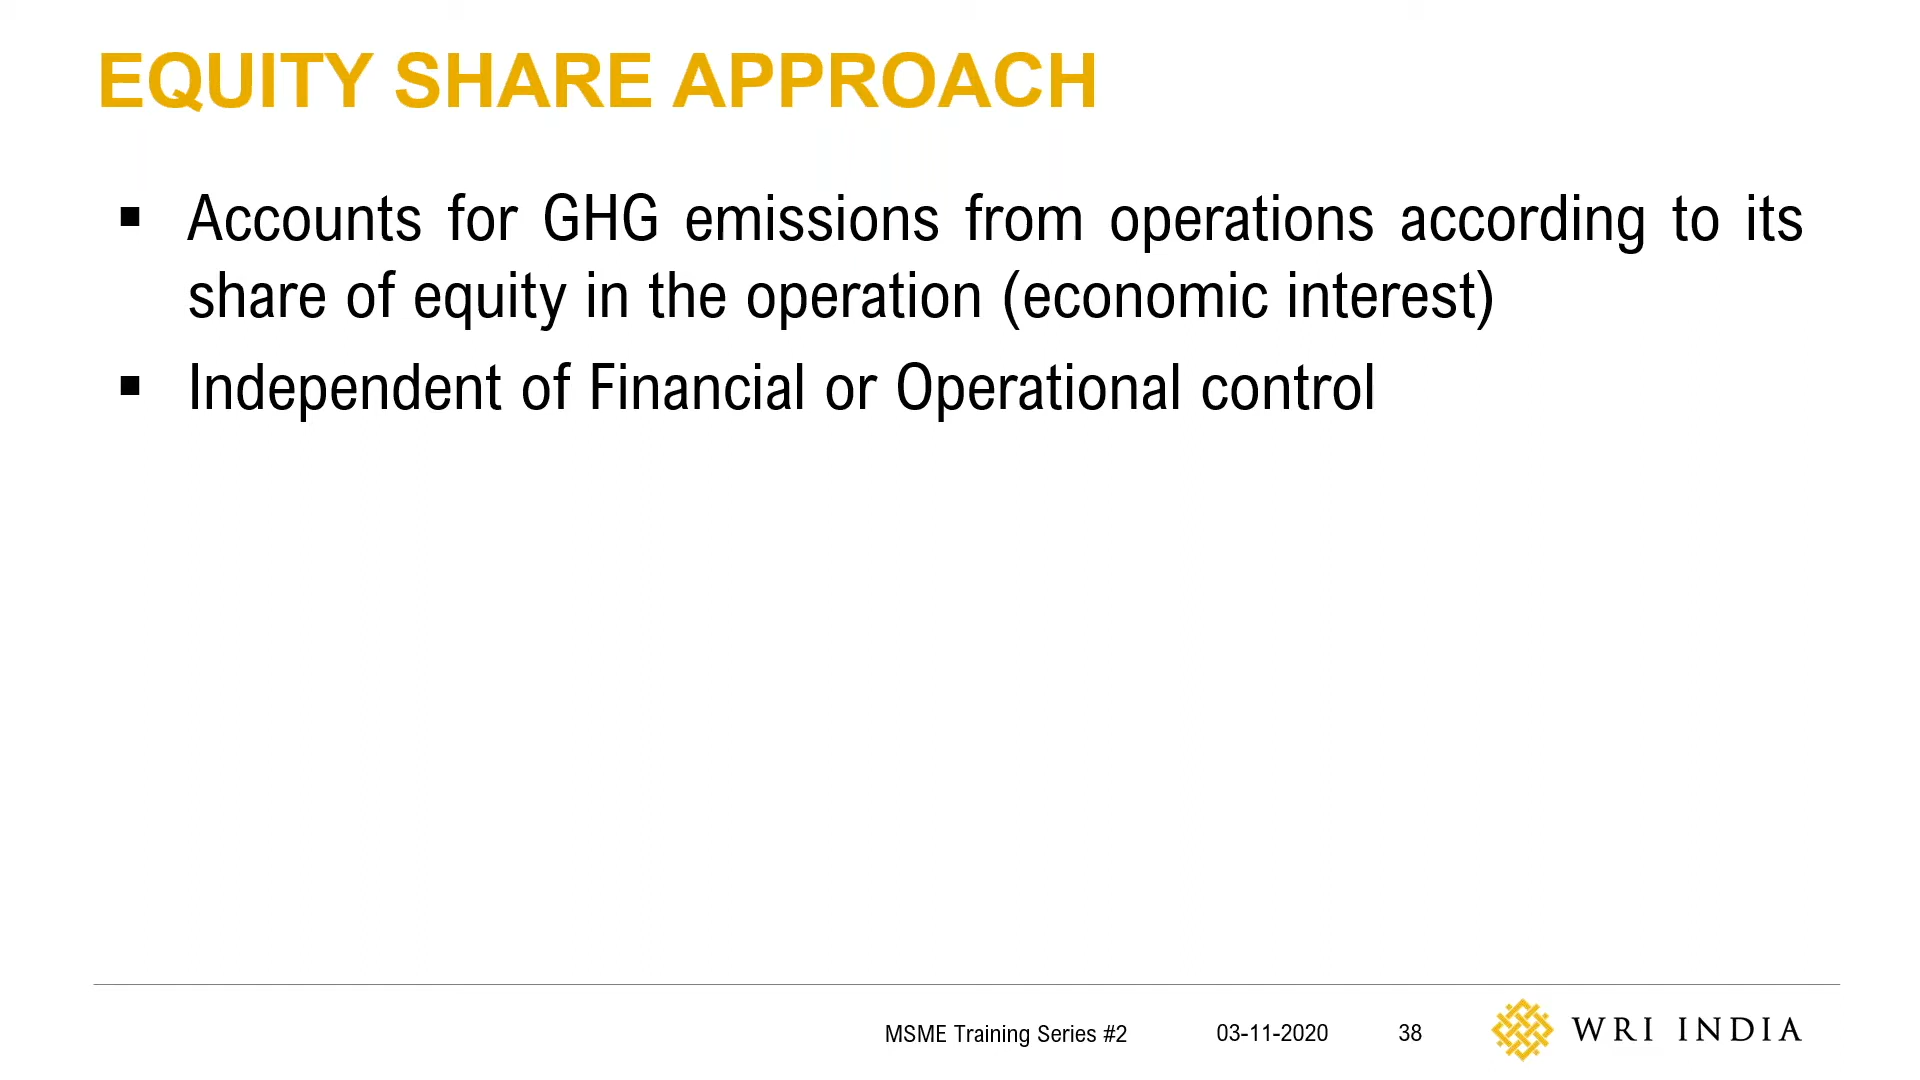 EQUITY SHARE APPROACH
▪ Accounts for GHG emissions from operations according to its
share of equity in the operation (economic interest)
▪ Independent of Financial or Operational control
MSME Training Series #2 03-11-2020 38 WRI INDIA